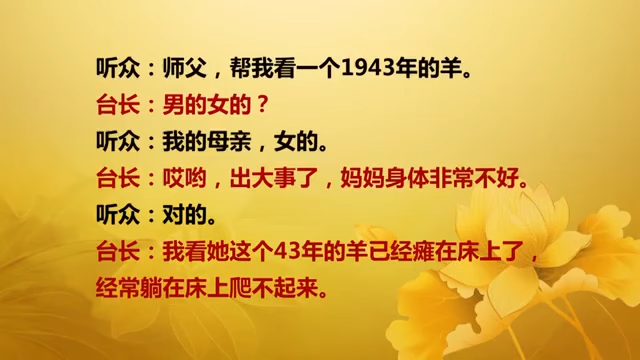 听众：师父，帮我看一个1943年的羊。
台长：男的女的？
听众：我的母亲，女的。
台长：哎哟，出大事了，妈妈身体非常不好。
听众：对的。
台长：我看她这个43年的羊已经瘫在床上了，
经常躺在床上爬不起来。